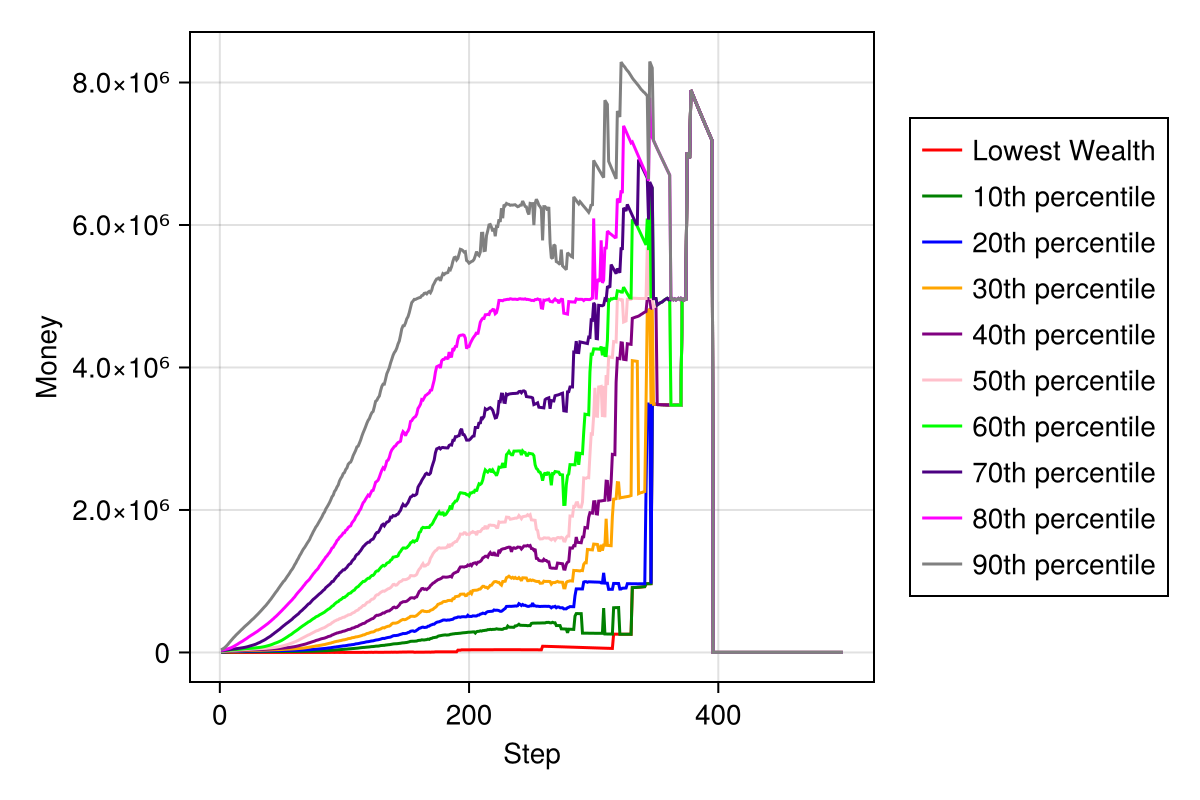 8.0×10⁶
6.0×10⁶
4.0×10⁶
2.0×10⁶
0
Money
0
200
400
Step
Lowest Wealth
10th percentile
20th percentile
30th percentile
40th percentile
50th percentile
60th percentile
70th percentile
80th percentile
90th percentile